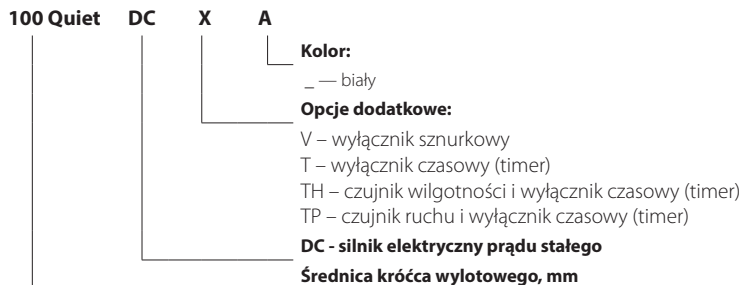 100 Quiet DC X A
Kolor:
_ — biały
Opcje dodatkowe:
V – wyłącznik sznurkowy
T – wyłącznik czasowy (timer)
TH – czujnik wilgotności i wyłącznik czasowy (timer)
TP – czujnik ruchu i wyłącznik czasowy (timer)
DC - silnik elektryczny prądu stałego
Średnica króćca wylotowego, mm